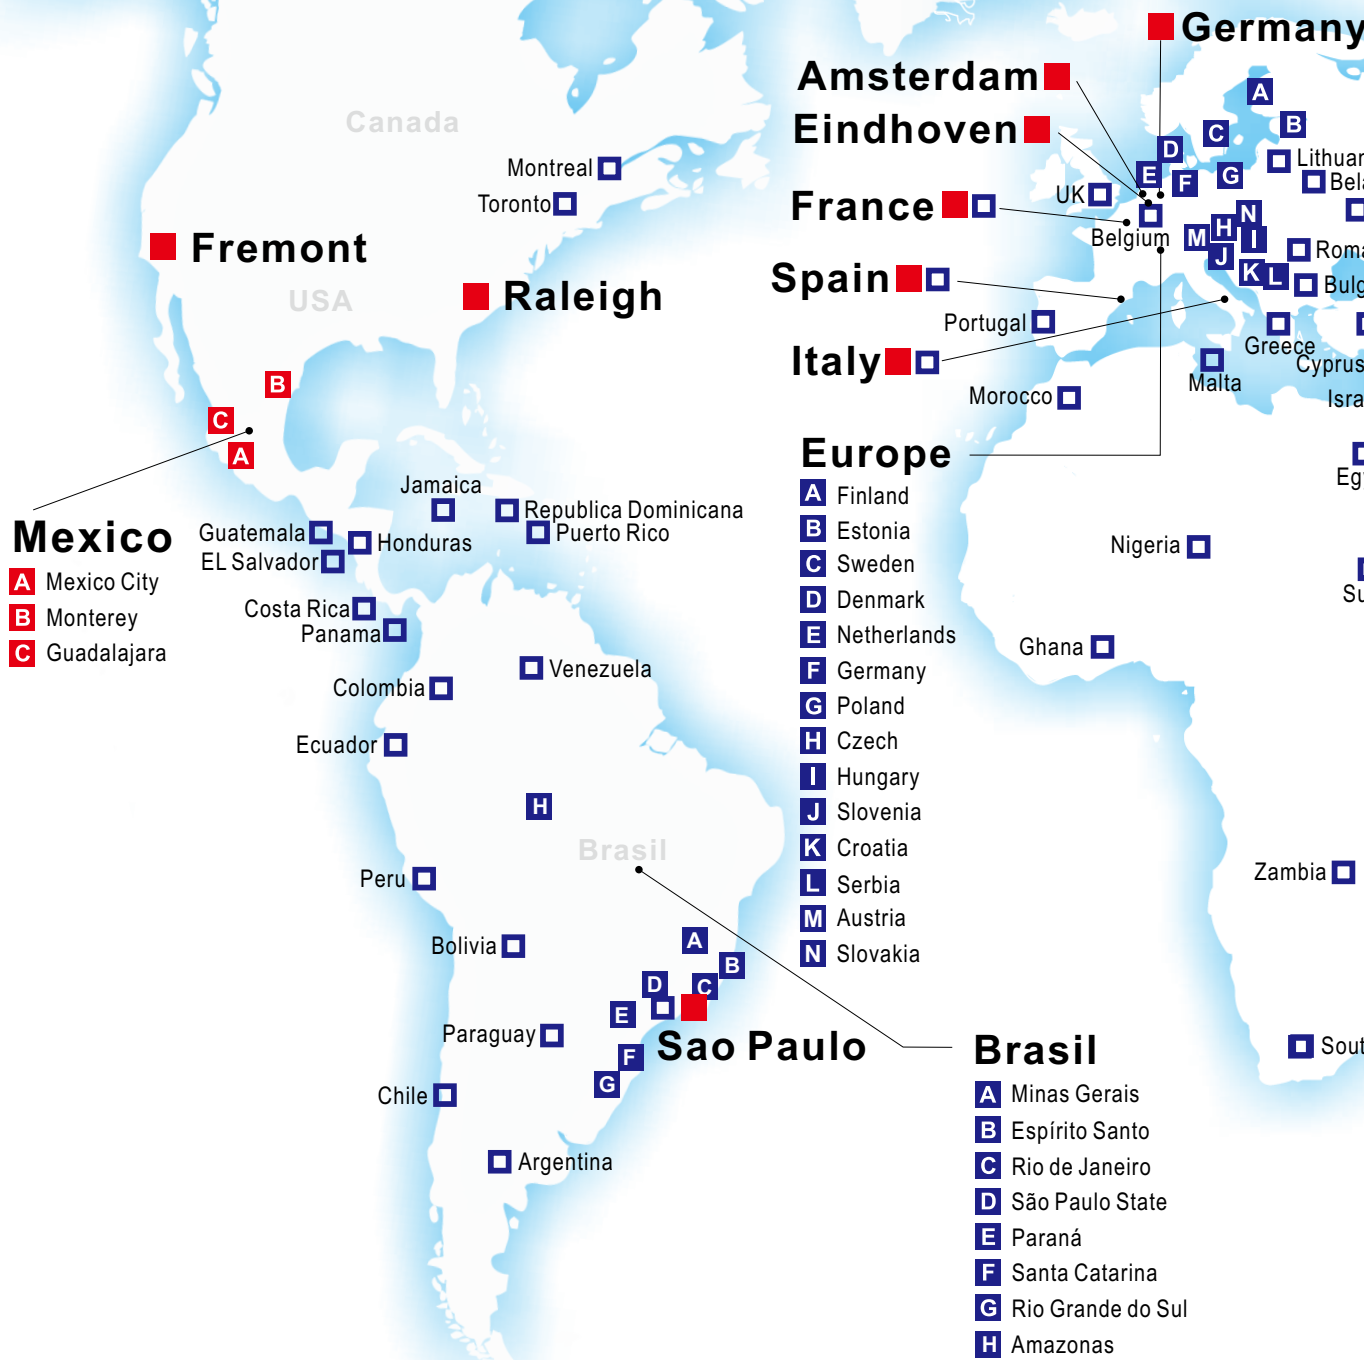 Germany
Amsterdam
Eindhoven
A
B
C
D
E
F
G
Canada
Montreal
Toronto
UK
France
Belgium
M
H
N
I
J
K
L
Fremont
USA
Raleigh
Spain
Portugal
Greece
Cyprus
Malta
Italy
Morocco
B
C
A
Mexico
A Mexico City
B Monterey
C Guadalajara
Jamaica
Republica Dominicana
Puerto Rico
Guatemala
Honduras
EL Salvador
Costa Rica
Panama
Venezuela
Colombia
Ecuador
H
Brasil
Peru
Bolivia
A
B
C
D
E
F
G
Sao Paulo
Paraguay
Chile
Argentina
Europe
A Finland
B Estonia
C Sweden
D Denmark
E Netherlands
F Germany
G Poland
H Czech
I Hungary
J Slovenia
K Croatia
L Serbia
M Austria
N Slovakia
Nigeria
Ghana
Zambia
Brasil
A Minas Gerais
B Espírito Santo
C Rio de Janeiro
D São Paulo State
E Paraná
F Santa Catarina
G Rio Grande do Sul
H Amazonas